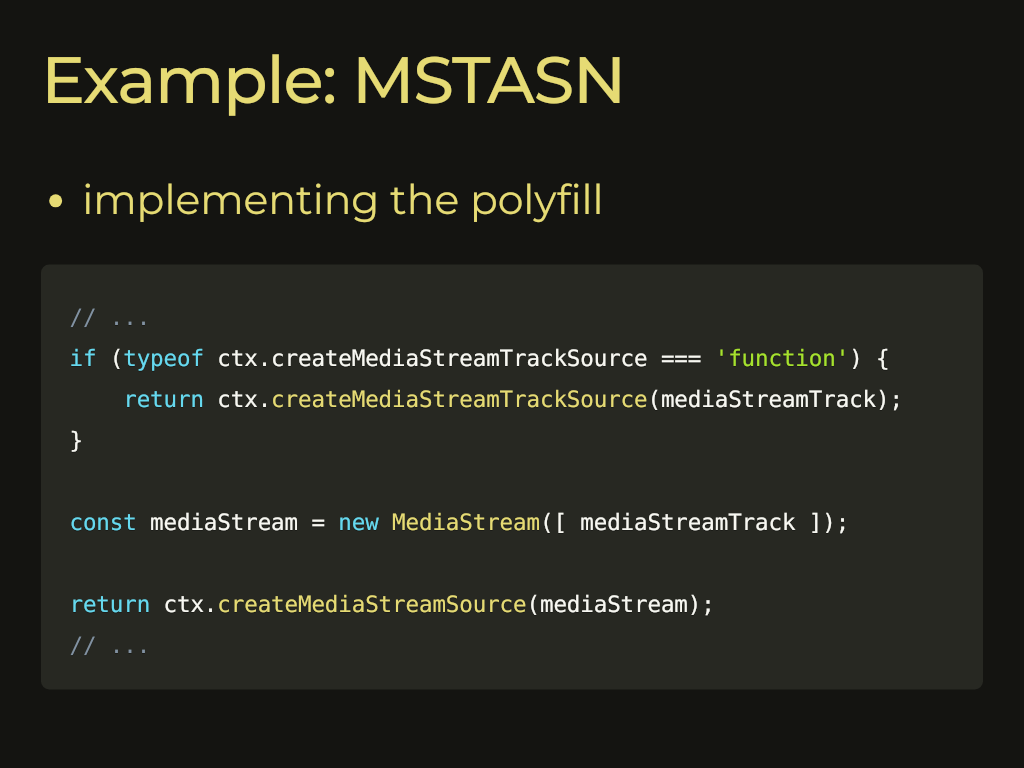 Example: MSTASN
• implementing the polyfill
// ...
if (typeof ctx.createMediaStreamTrackSource === 'function') {
    return ctx.createMediaStreamTrackSource(mediaStreamTrack);
}
const mediaStream = new MediaStream([ mediaStreamTrack ]);
return ctx.createMediaStreamSource(mediaStream);
// ...